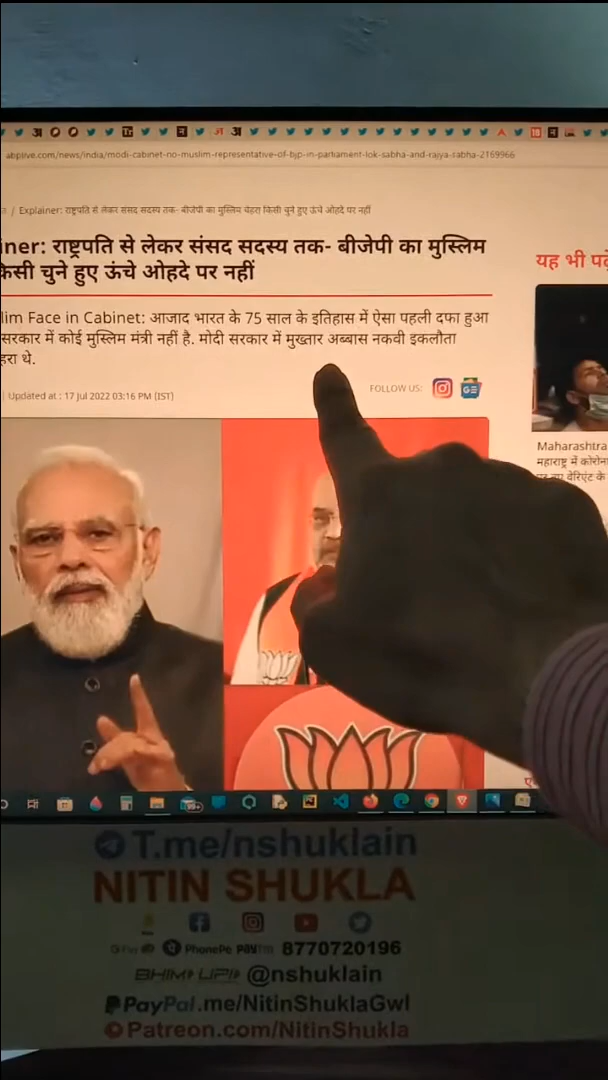 abplive.com/news/india/modi-cabinet-no-muslim-representative-of-bjp-in-parliament-lok-sabha-and-rajya-sabha-2169966
/ Explainer: राष्ट्रपति से लेकर संसद सदस्य तक- बीजेपी का मुस्लिम चेहरा किसी चुने हुए ऊंचे ओहदे पर नहीं
iner: राष्ट्रपति से लेकर संसद सदस्य तक- बीजेपी का मुस्लिम
किसी चुने हुए ऊंचे ओहदे पर नहीं
यह भी पढ़े
lim Face in Cabinet: आजाद भारत के 75 साल के इतिहास में ऐसा पहली दफा हुआ
सरकार में कोई मुस्लिम मंत्री नहीं है. मोदी सरकार में मुख्तार अब्बास नकवी इकलौता
हरा थे.
| Updated at : 17 Jul 2022 03:16 PM (IST)
FOLLOW US:
Maharashtra
महाराष्ट्र में कोरोना
T.me/nshuklain
NITIN SHUKLA
G Pay PhonePe Paytm 8770720196
BHIM UPI @nshuklain
PayPal.me/NitinShuklaGwl
Patreon.com/NitinShukla